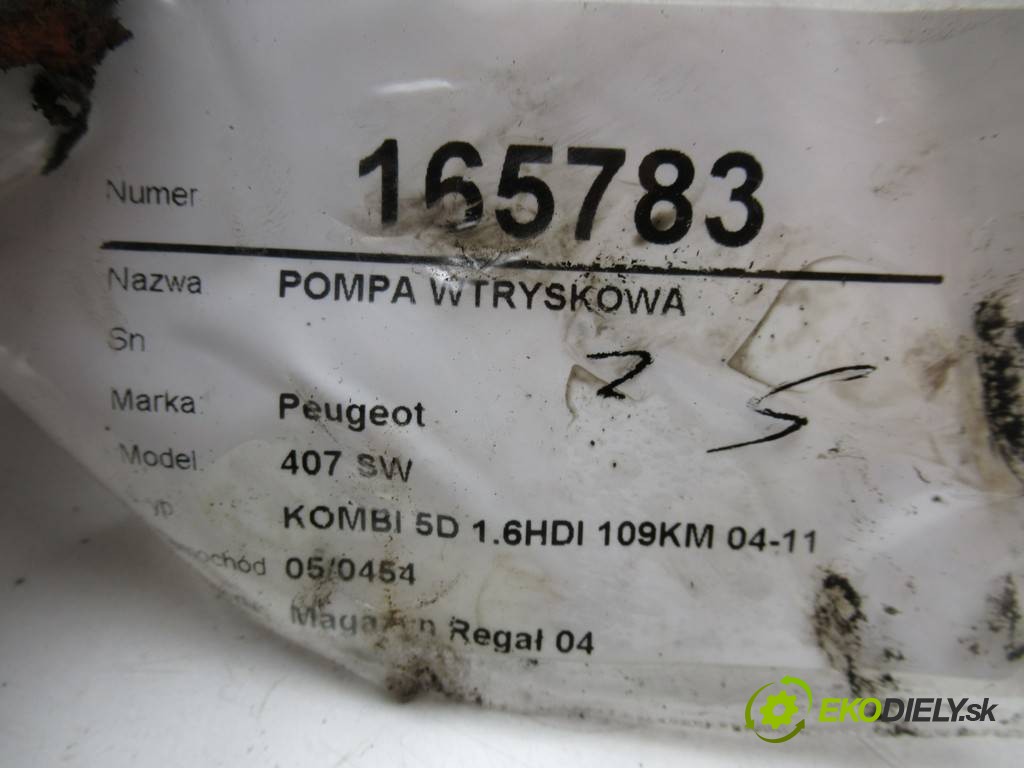 Numer 165783
Nazwa POMPA WTRYSKOWA
Sn
Marka: Peugeot
Model: 407 SW
KOMBI 5D 1.6HDI 109KM 04-11
05/0454
Magazyn Regał 04
EKODIELY.sk